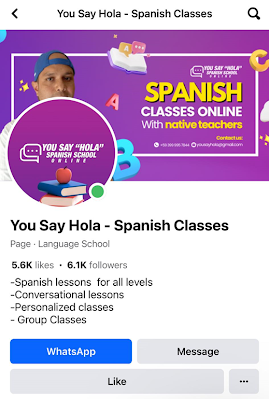 You Say Hola - Spanish Classes
YOU SAY "HOLA"
SPANISH SCHOOL
ONLINE
SPANISH
CLASSES ONLINE
With native teachers
Contact us:
yousayhola@gmail.com
A
YOU SAY "HOLA"
SPANISH SCHOOL
ONLINE
You Say Hola - Spanish Classes
Page · Language School
5.6K likes • 6.1K followers
-Spanish lessons for all levels
-Conversational lessons
-Personalized classes
- Group Classes
WhatsApp
Message
Like
...